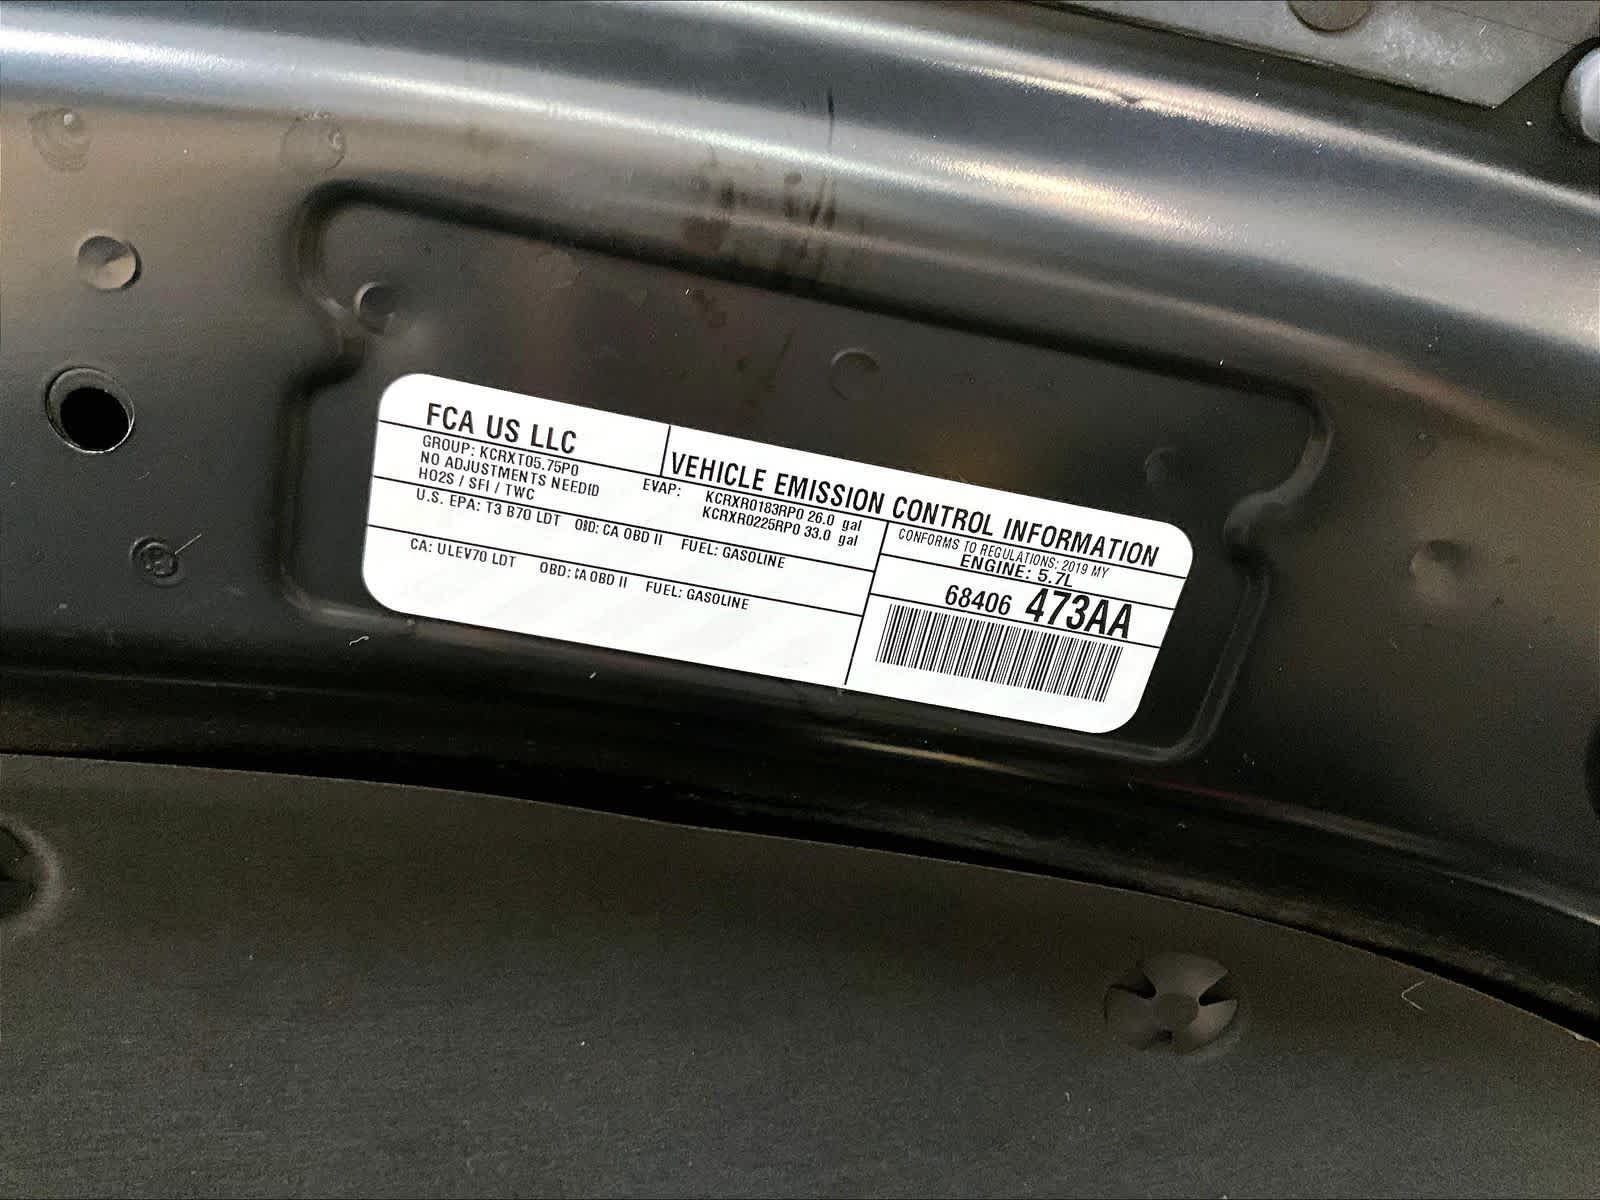 FCA US LLC
VEHICLE EMISSION CONTROL INFORMATION
GROUP: KCRXT05.75P0
NO ADJUSTMENTS NEEDED
HO2S / SFI / TWC
EVAP: KCRXR0183RP0 26.0 gal
KCRXR0225RP0 33.0 gal
CONFORMS TO REGULATIONS: 2019 MY
ENGINE: 5.7L
U.S. EPA: T3 B70 LDT OBD: CA OBD II FUEL: GASOLINE
CA: ULEV70 LDT OBD: CA OBD II FUEL: GASOLINE
68406 473AA